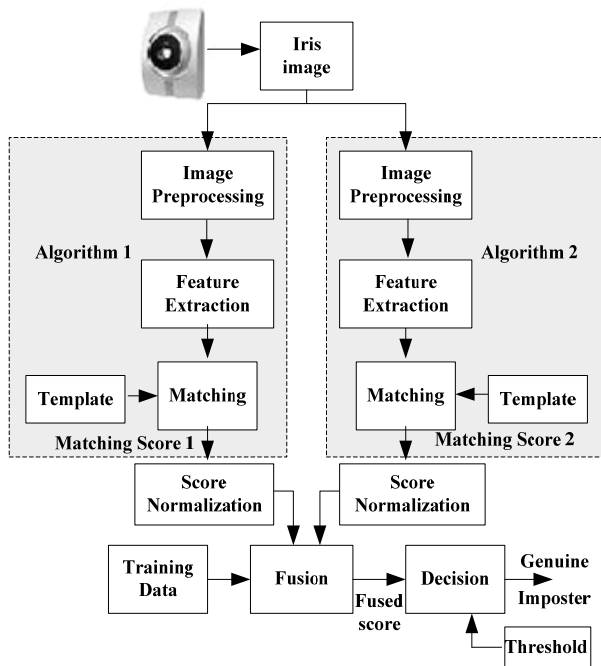 Iris
image
Image
Preprocessing
Image
Preprocessing
Algorithm 1
Algorithm 2
Feature
Extraction
Feature
Extraction
Template
Matching
Matching
Template
Matching Score 1
Matching Score 2
Score
Normalization
Score
Normalization
Training
Data
Fusion
Fused
score
Decision
Genuine
Imposter
Threshold